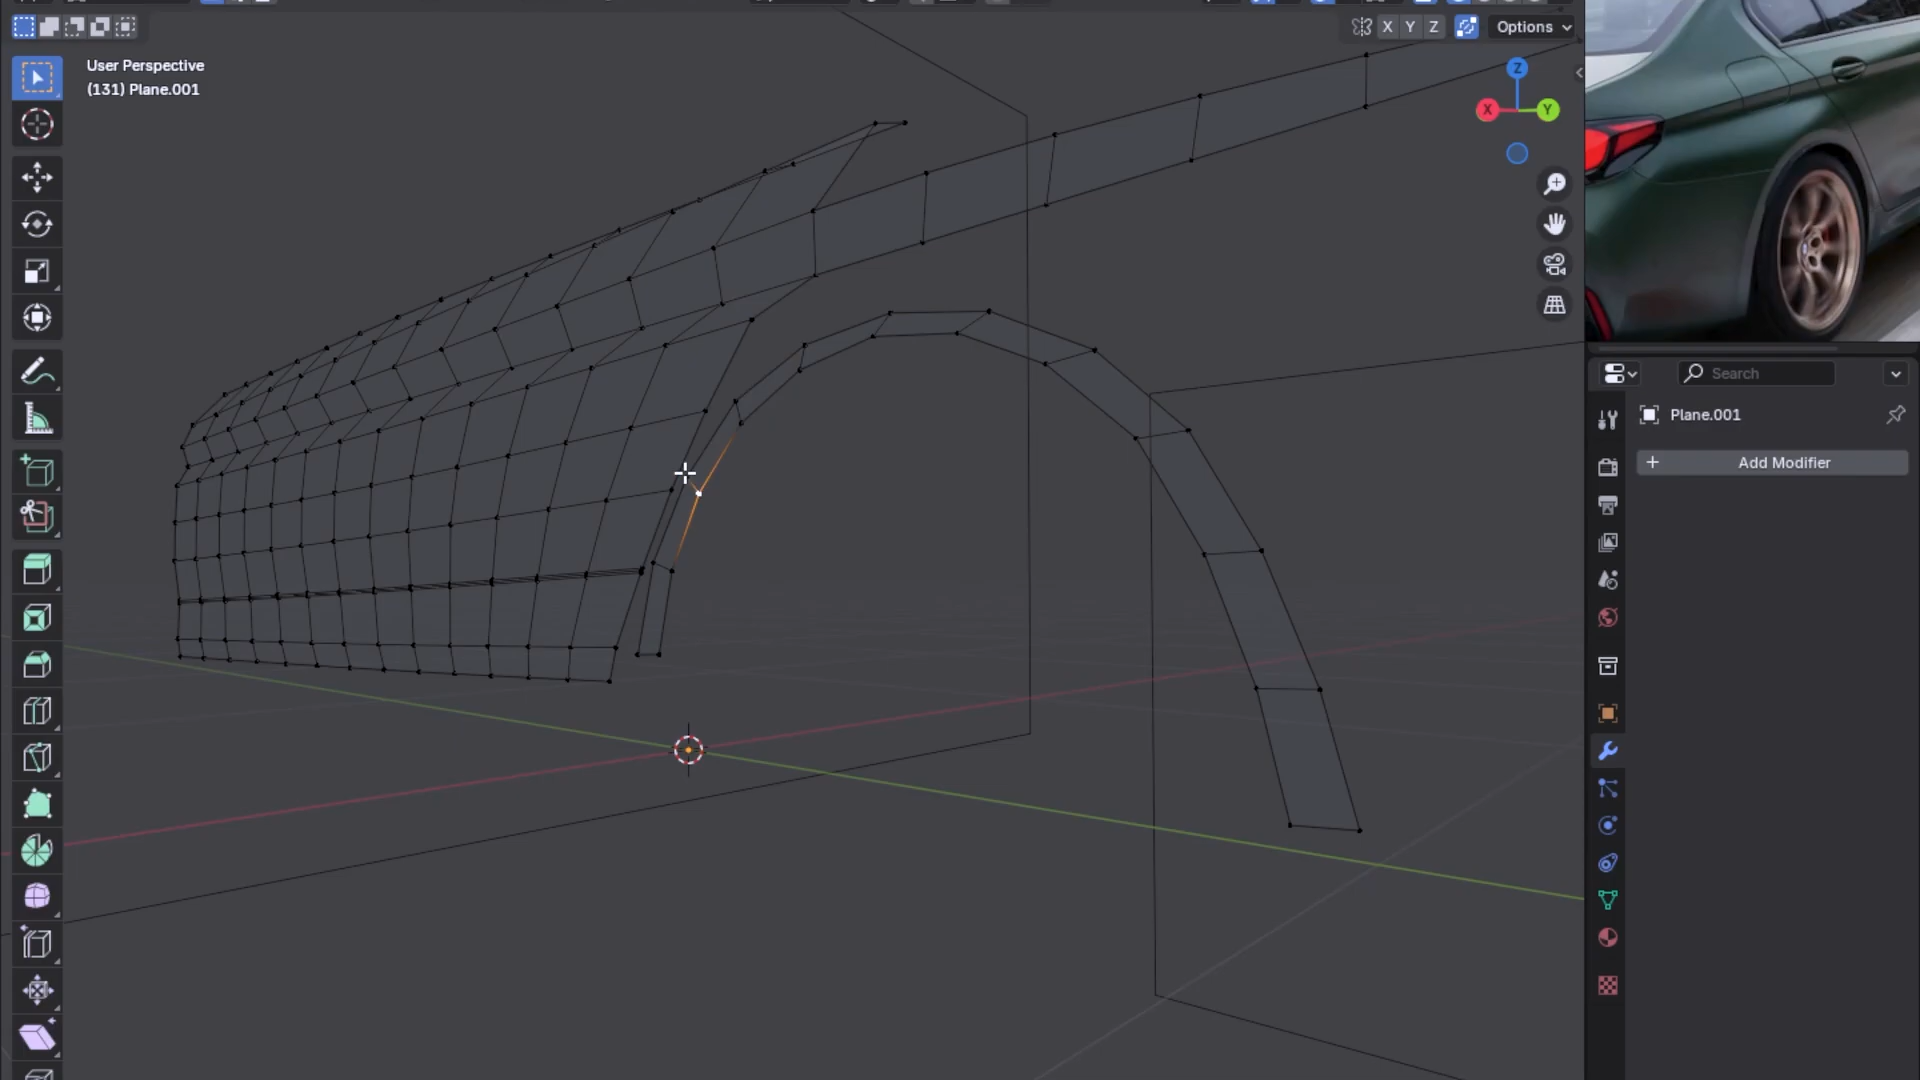 X Y Z
Options
User Perspective
(131) Plane.001
Z
X
Y
Search
Plane.001
Add Modifier